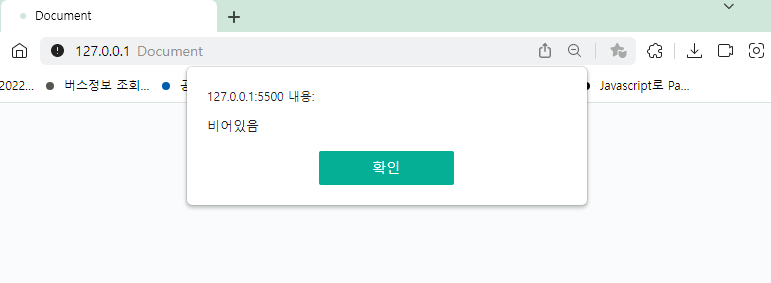 Document
127.0.0.1 Document
2022... 버스정보 조회... Javascript로 Pa...
127.0.0.1:5500 내용:
비어있음
확인